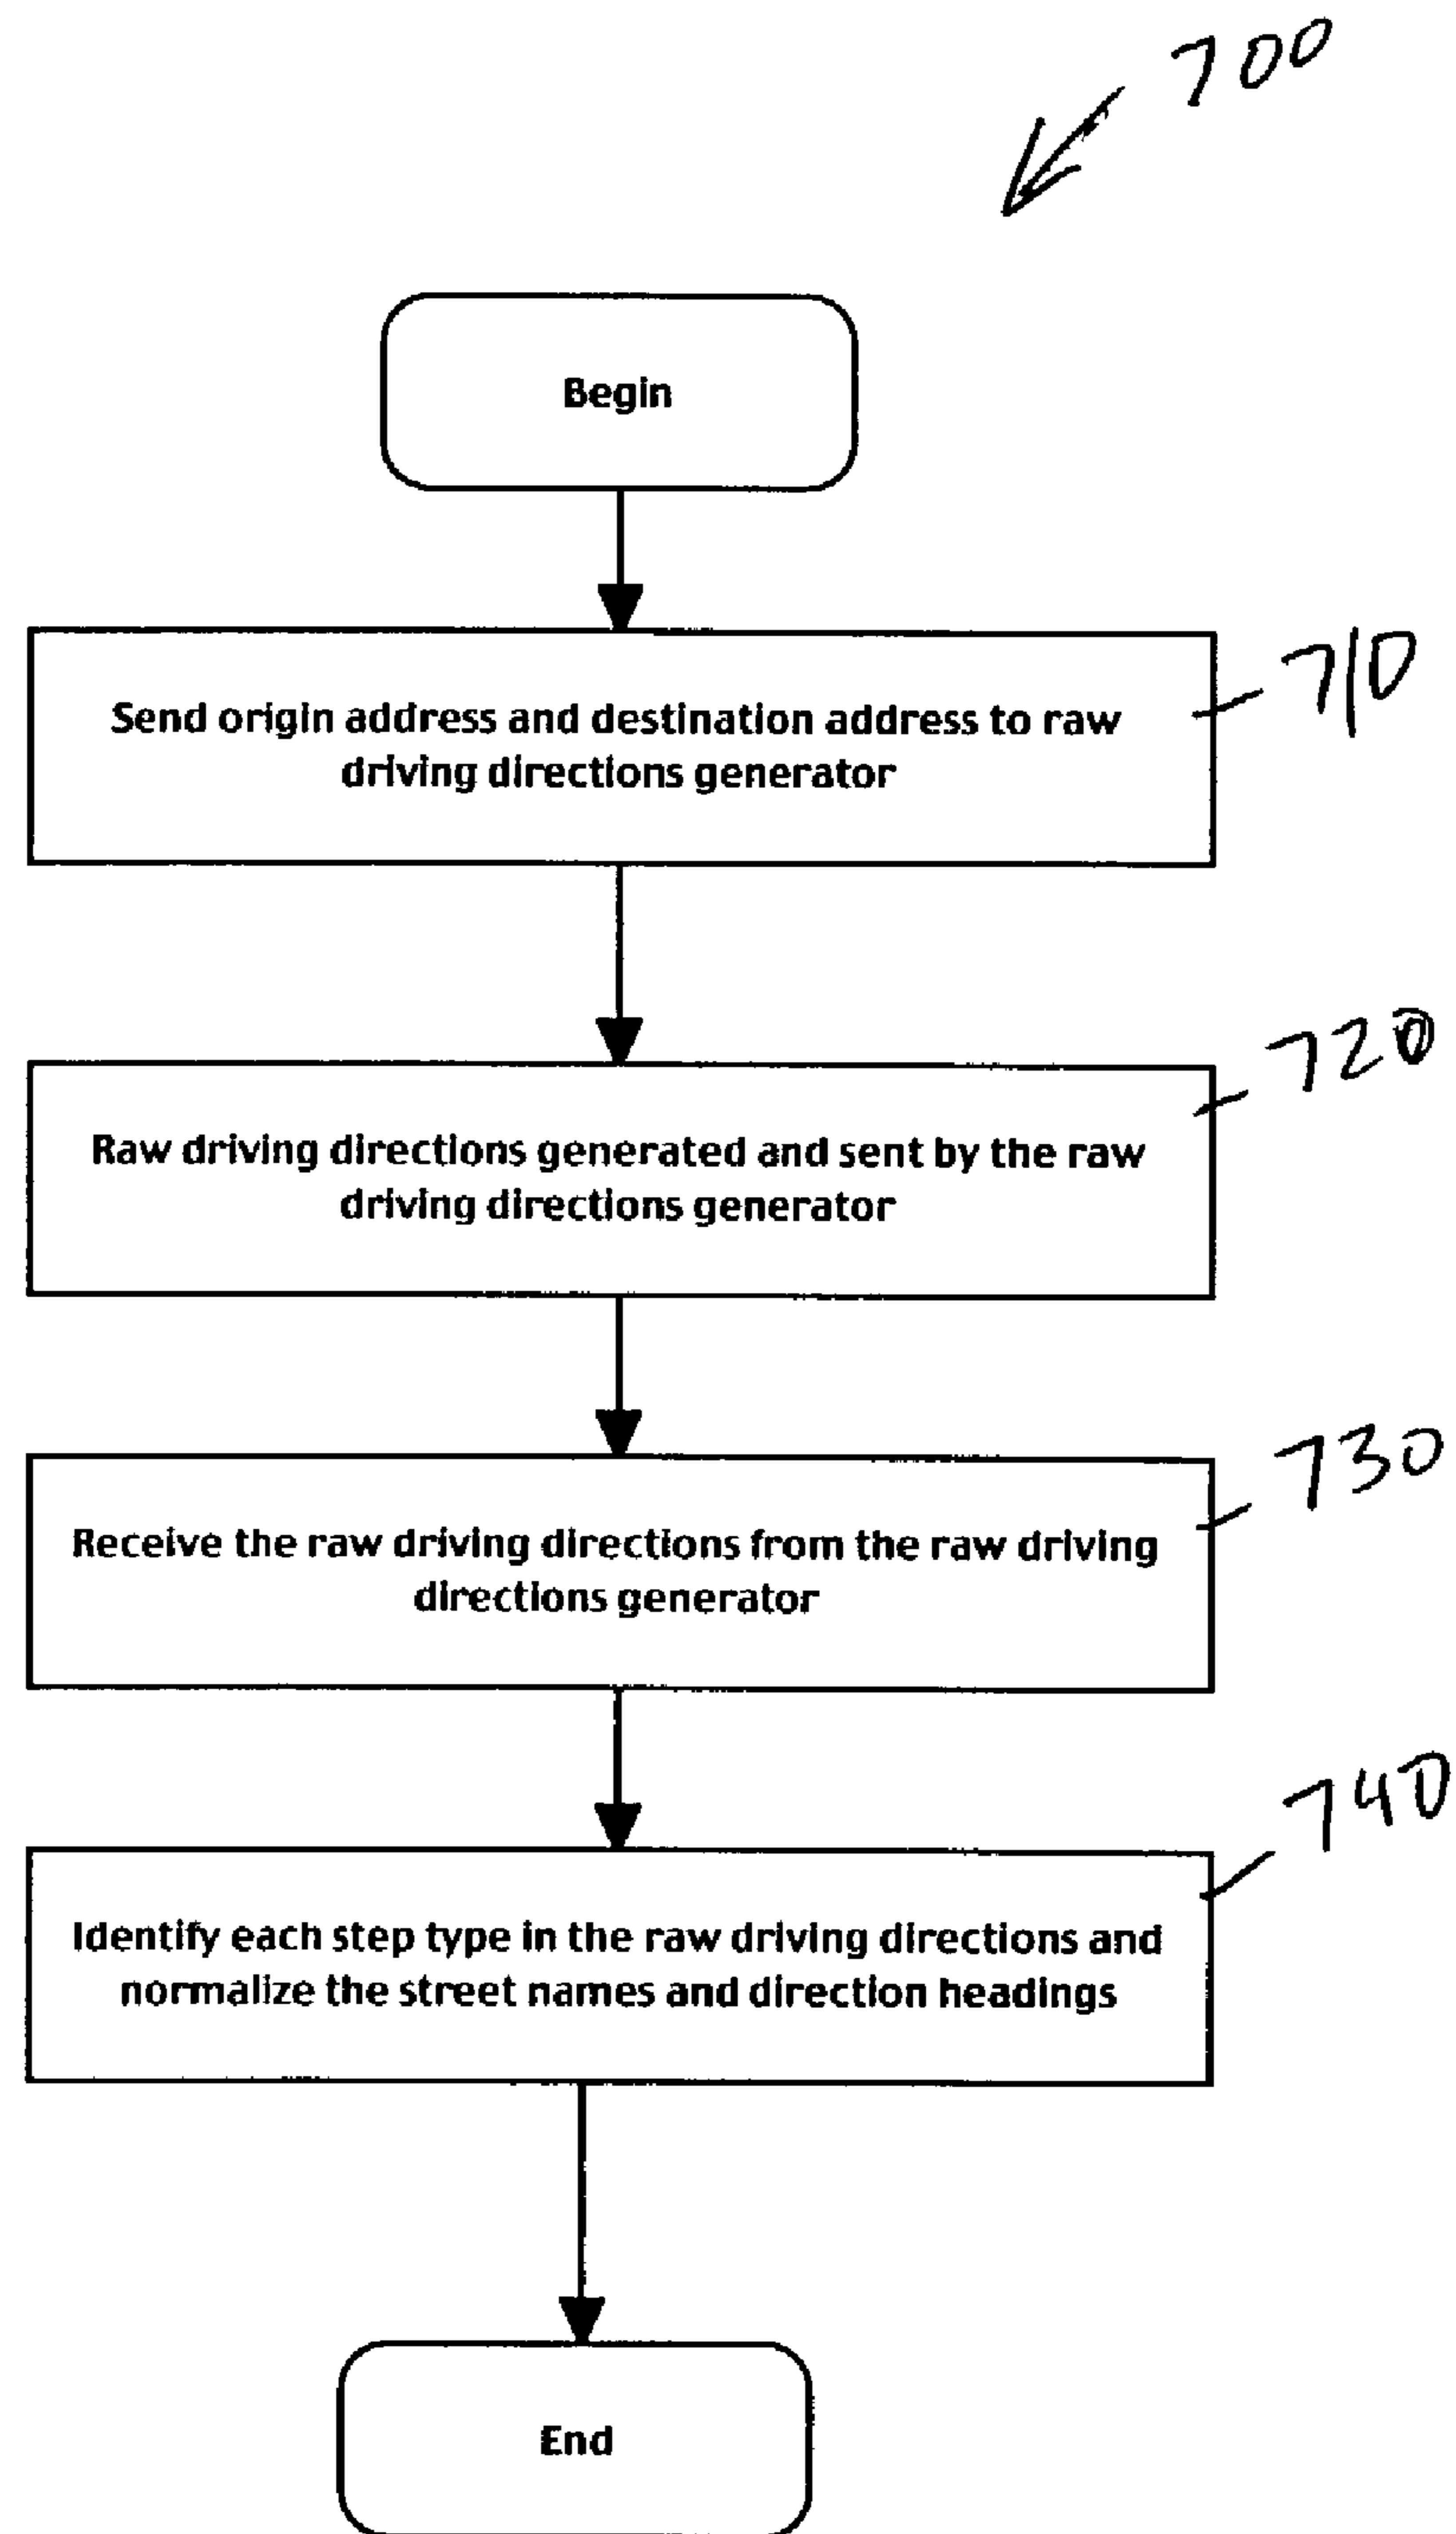 700
Begin
710
Send origin address and destination address to raw
driving directions generator
720
Raw driving directions generated and sent by the raw
driving directions generator
730
Receive the raw driving directions from the raw driving
directions generator
740
Identify each step type in the raw driving directions and
normalize the street names and direction headings
End